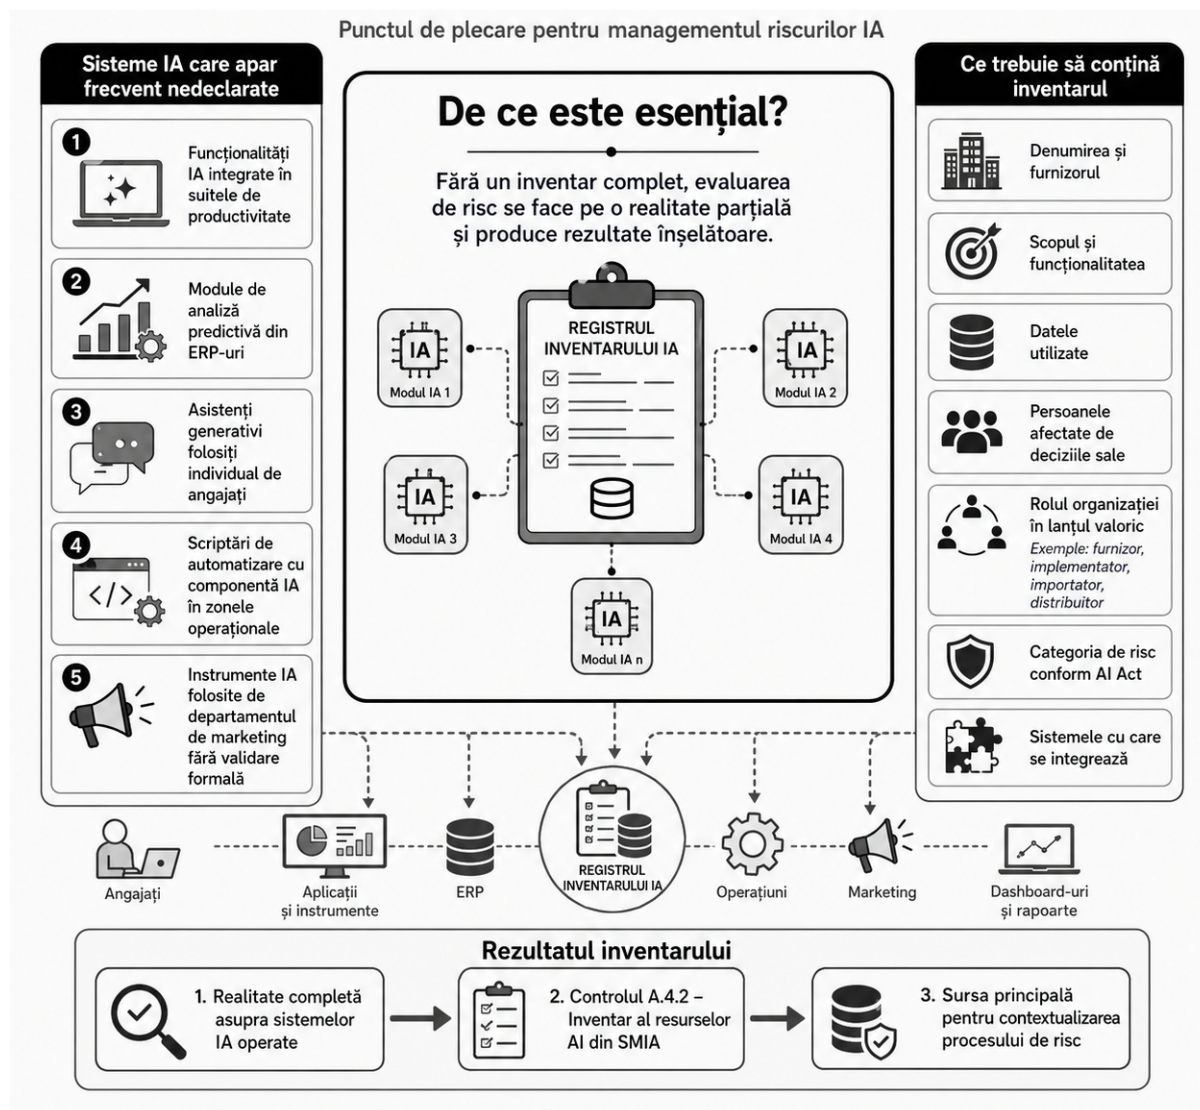 Punctul de plecare pentru managementul riscurilor IA
Sisteme IA care apar
frecvent nedeclarate
1
Funcționalități
IA integrate în
suitele de
productivitate
2
Module de
analiză
predictivă din
ERP-uri
3
Asistenți
generativi
folosiți
individual de
angajați
4
Scriptări de
automatizare cu
componentă IA
în zonele
operaționale
5
Instrumente IA
folosite de
departamentul
de marketing
fără validare
formală
De ce este esențial?
Fără un inventar complet, evaluarea
de risc se face pe o realitate parțială
și produce rezultate înșelătoare.
REGISTRUL
INVENTARULUI IA
IA
Modul IA 1
IA
Modul IA 2
IA
Modul IA 3
IA
Modul IA 4
IA
Modul IA n
Ce trebuie să conțină
inventarul
Denumirea și
furnizorul
Scopul și
funcționalitatea
Datele
utilizate
Persoanele
afectate de
deciziile sale
Rolul organizației
în lanțul valoric
Exemple: furnizor,
implementator,
importator,
distribuitor
Categoria de risc
conform AI Act
Sistemele cu care
se integrează
Angajați
Aplicații
și instrumente
ERP
REGISTRUL
INVENTARULUI IA
Operațiuni
Marketing
Dashboard-uri
și rapoarte
Rezultatul inventarului
1. Realitate completă
asupra sistemelor
IA operate
2. Controlul A.4.2 –
Inventar al resurselor
AI din SMIA
3. Sursa principală
pentru contextualizarea
procesului de risc